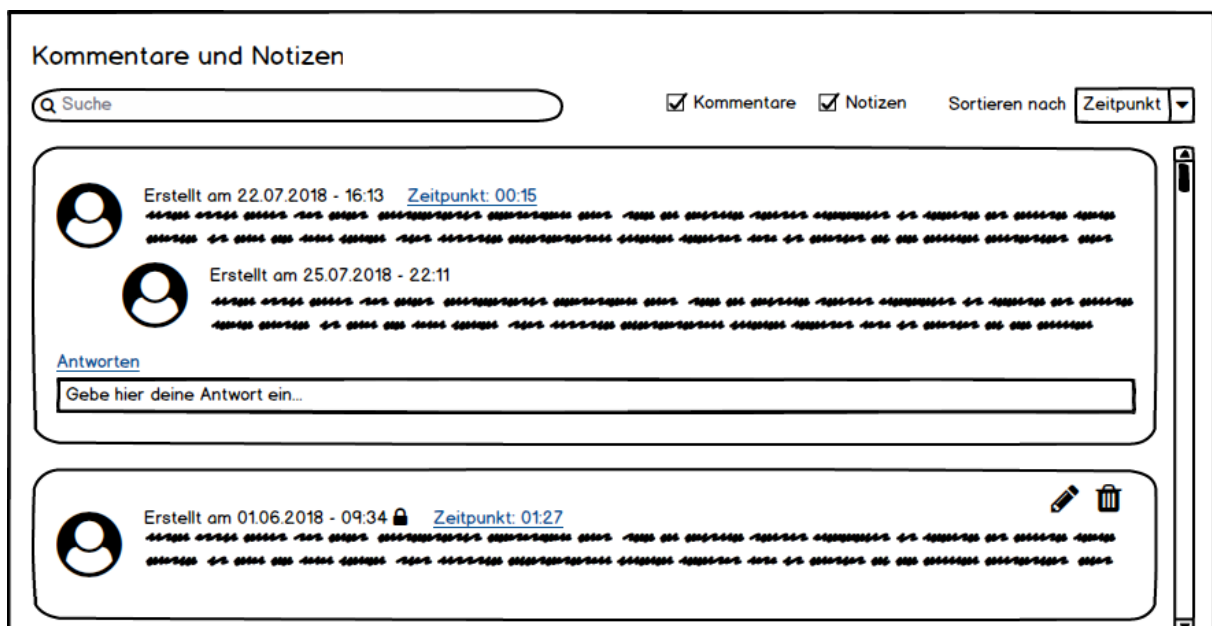 Kommentare und Notizen
Suche
Kommentare Notizen Sortieren nach Zeitpunkt
Erstellt am 22.07.2018 - 16:13 Zeitpunkt: 00:15
Erstellt am 25.07.2018 - 22:11
Antworten
Gebe hier deine Antwort ein...
Erstellt am 01.06.2018 - 09:34 Zeitpunkt: 01:27